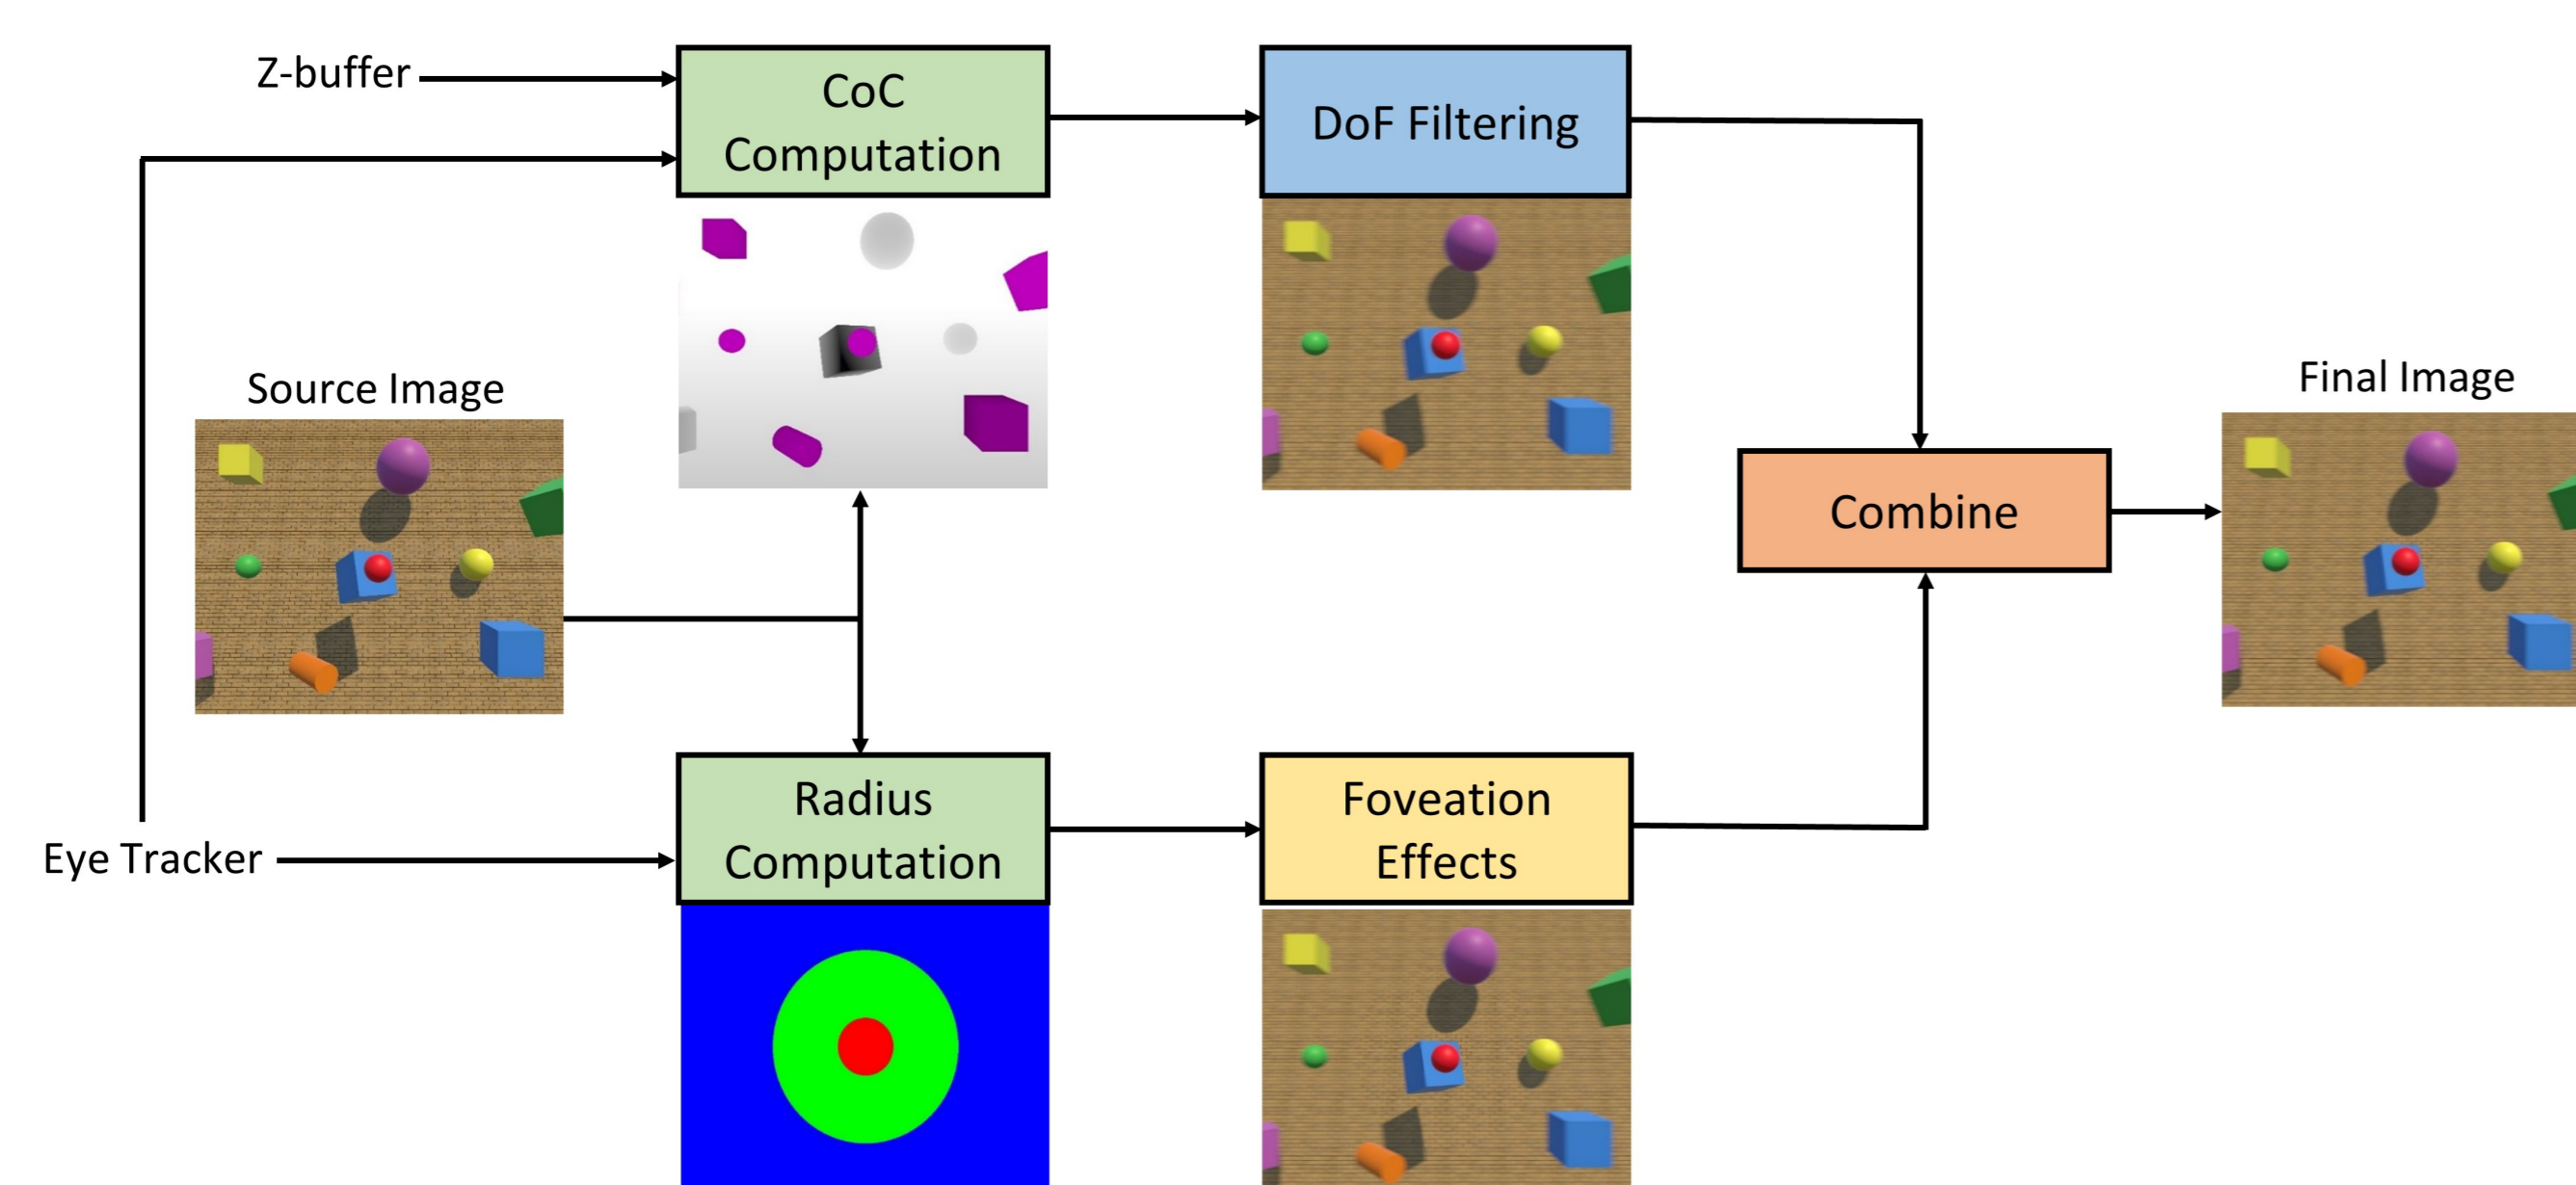 Z-buffer
CoC
Computation
DoF Filtering
Source Image
Final Image
Combine
Eye Tracker
Radius
Computation
Foveation
Effects